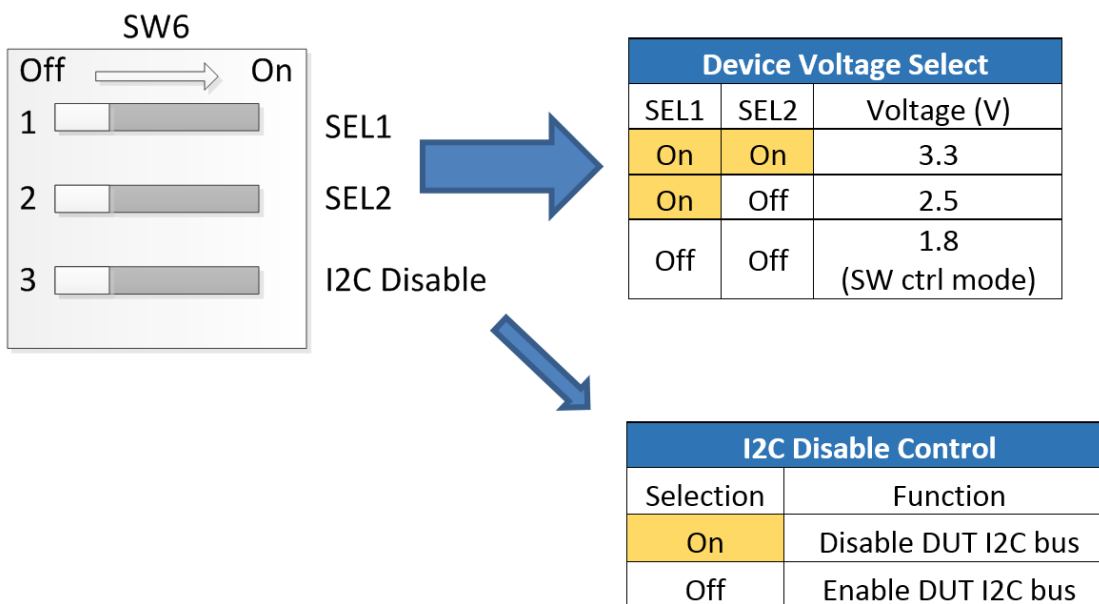 SW6
Off On
1 SEL1
2 SEL2
3 I2C Disable
Device Voltage Select
SEL1 SEL2 Voltage (V)
On On 3.3
On Off 2.5
Off Off 1.8
(SW ctrl mode)
I2C Disable Control
Selection Function
On Disable DUT I2C bus
Off Enable DUT I2C bus